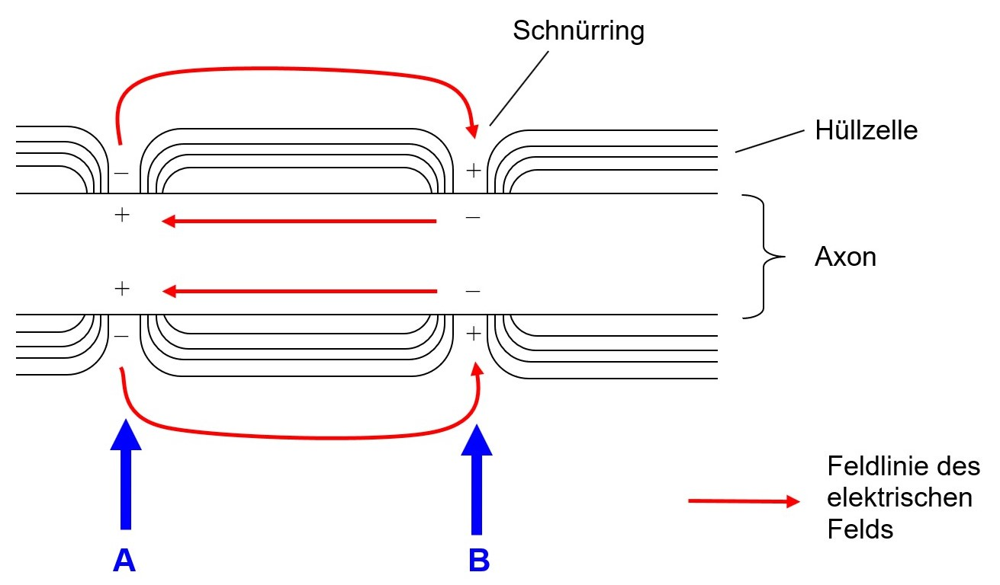 Schnürring
Hüllzelle
– +
+ –
Axon
+ –
– +
Feldlinie des
elektrischen
Felds
A B